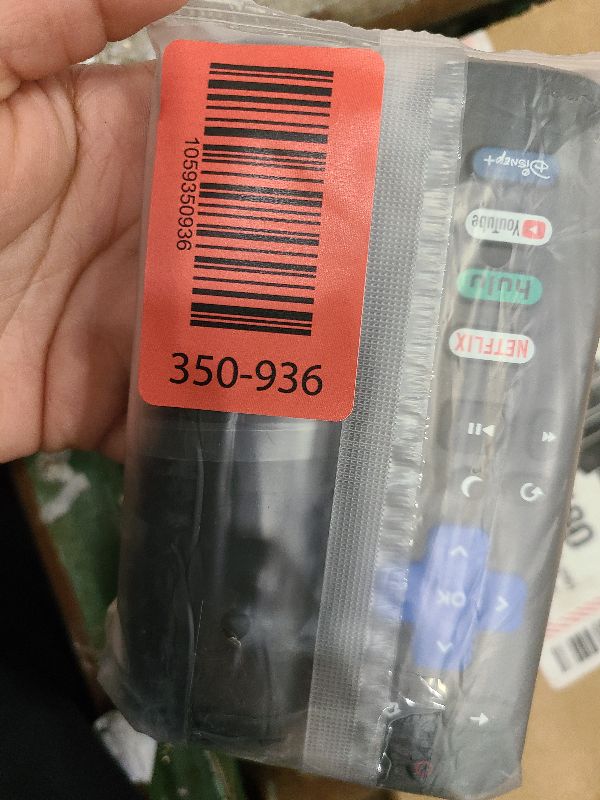 1059350936
350-936
Disney+
YouTube
hulu
NETFLIX
OK